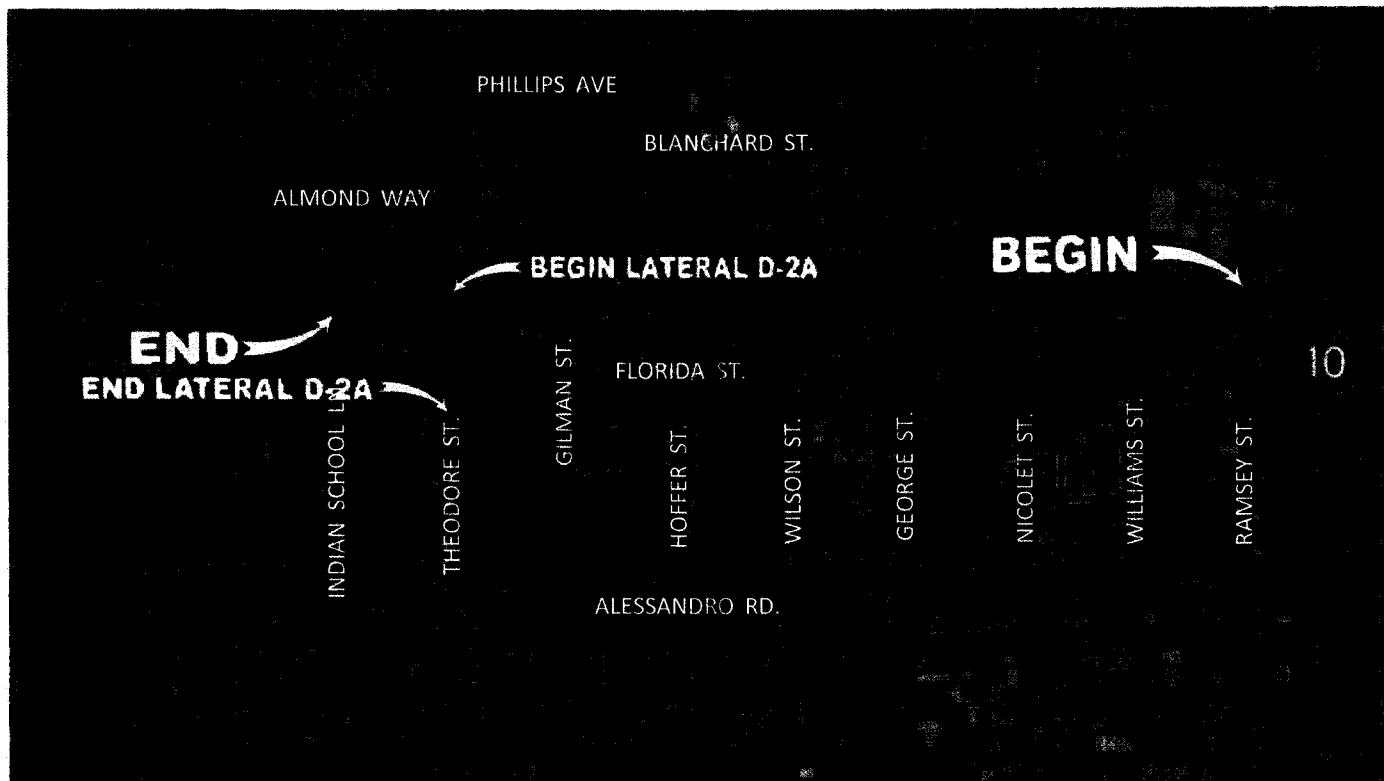 PHILLIPS AVE
BLANCHARD ST.
ALMOND WAY
BEGIN
BEGIN LATERAL D-2A
END
10
FLORIDA ST.
END LATERAL D-2A
GILMAN ST.
INDIAN SCHOOL LN.
THEODORE ST.
HOFFER ST.
WILSON ST.
GEORGE ST.
NICOLET ST.
WILLIAMS ST.
RAMSEY ST.
ALESSANDRO RD.